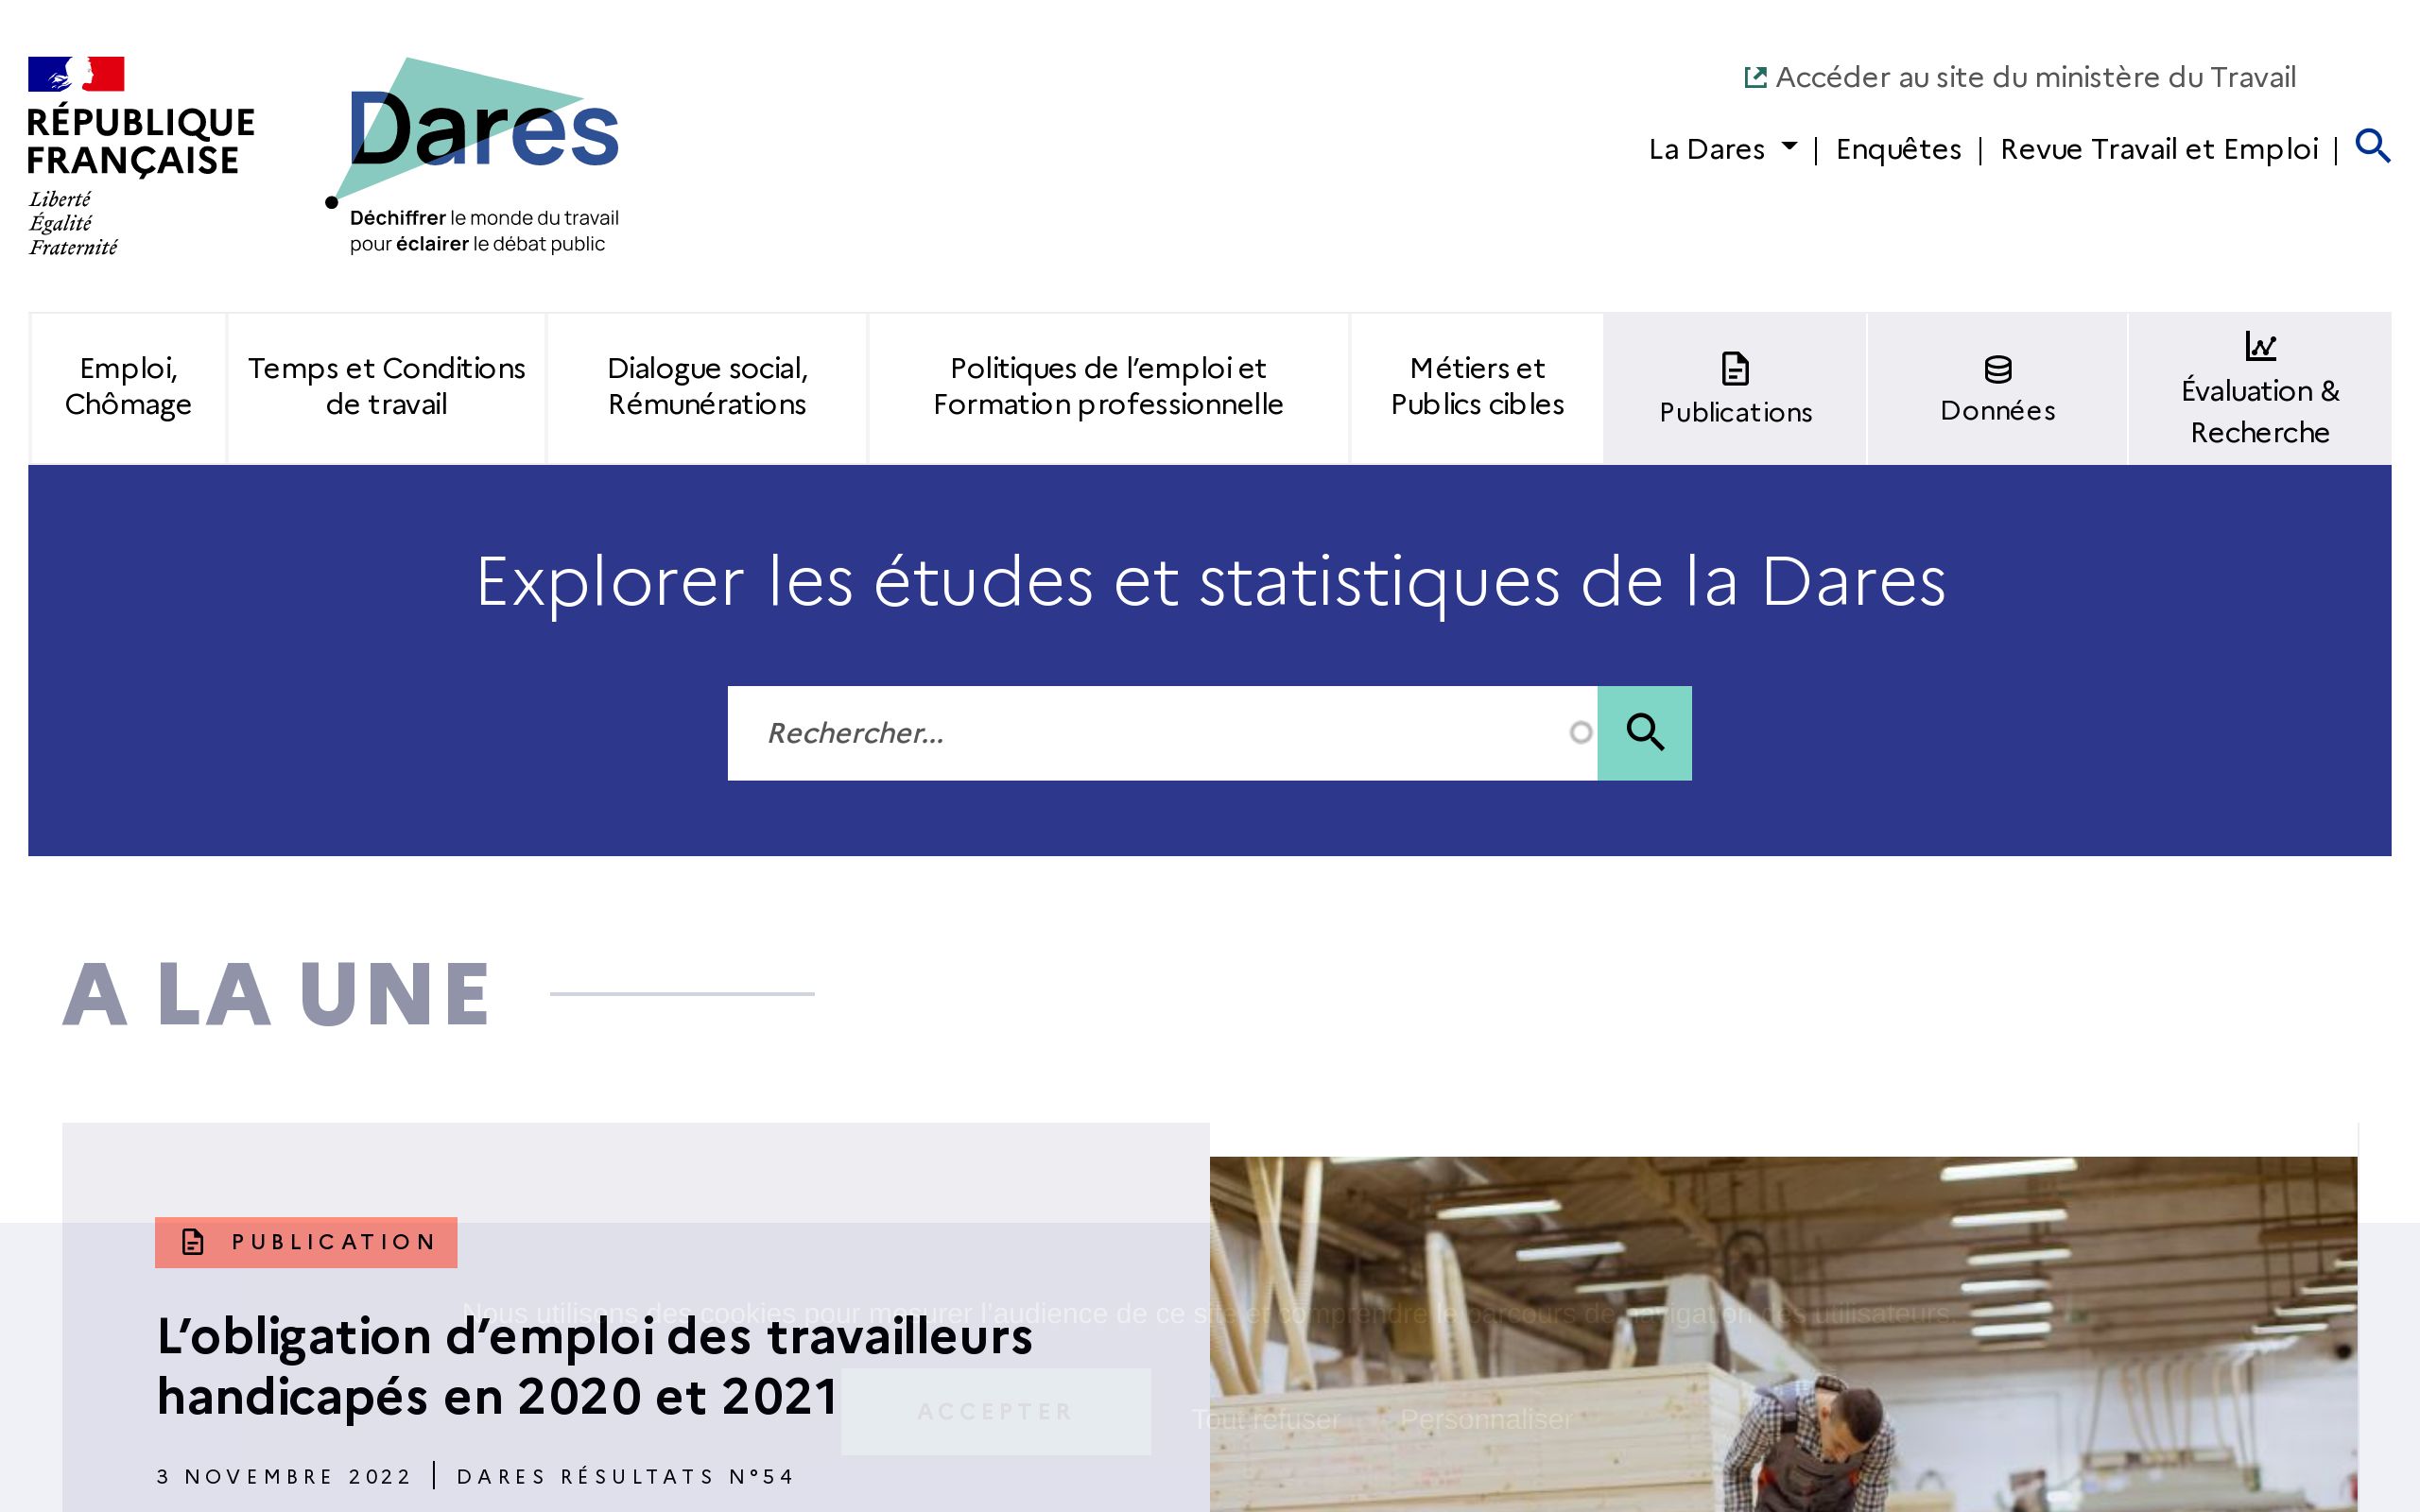 RÉPUBLIQUE
FRANÇAISE
Liberté
Égalité
Fraternité
Dares
Déchiffrer le monde du travail
pour éclairer le débat public
Accéder au site du ministère du Travail
La Dares | Enquêtes | Revue Travail et Emploi |
Emploi,
Chômage
Temps et Conditions
de travail
Dialogue social,
Rémunérations
Politiques de l’emploi et
Formation professionnelle
Métiers et
Publics cibles
Publications
Données
Évaluation &
Recherche
Explorer les études et statistiques de la Dares
Rechercher...
A LA UNE
PUBLICATION
Nous utilisons des cookies pour mesurer l'audience de ce site et comprendre le parcours de navigation des utilisateurs.
L’obligation d’emploi des travailleurs
handicapés en 2020 et 2021
ACCEPTER
Tout refuser
Personnaliser
3 NOVEMBRE 2022 | DARES RÉSULTATS N°54